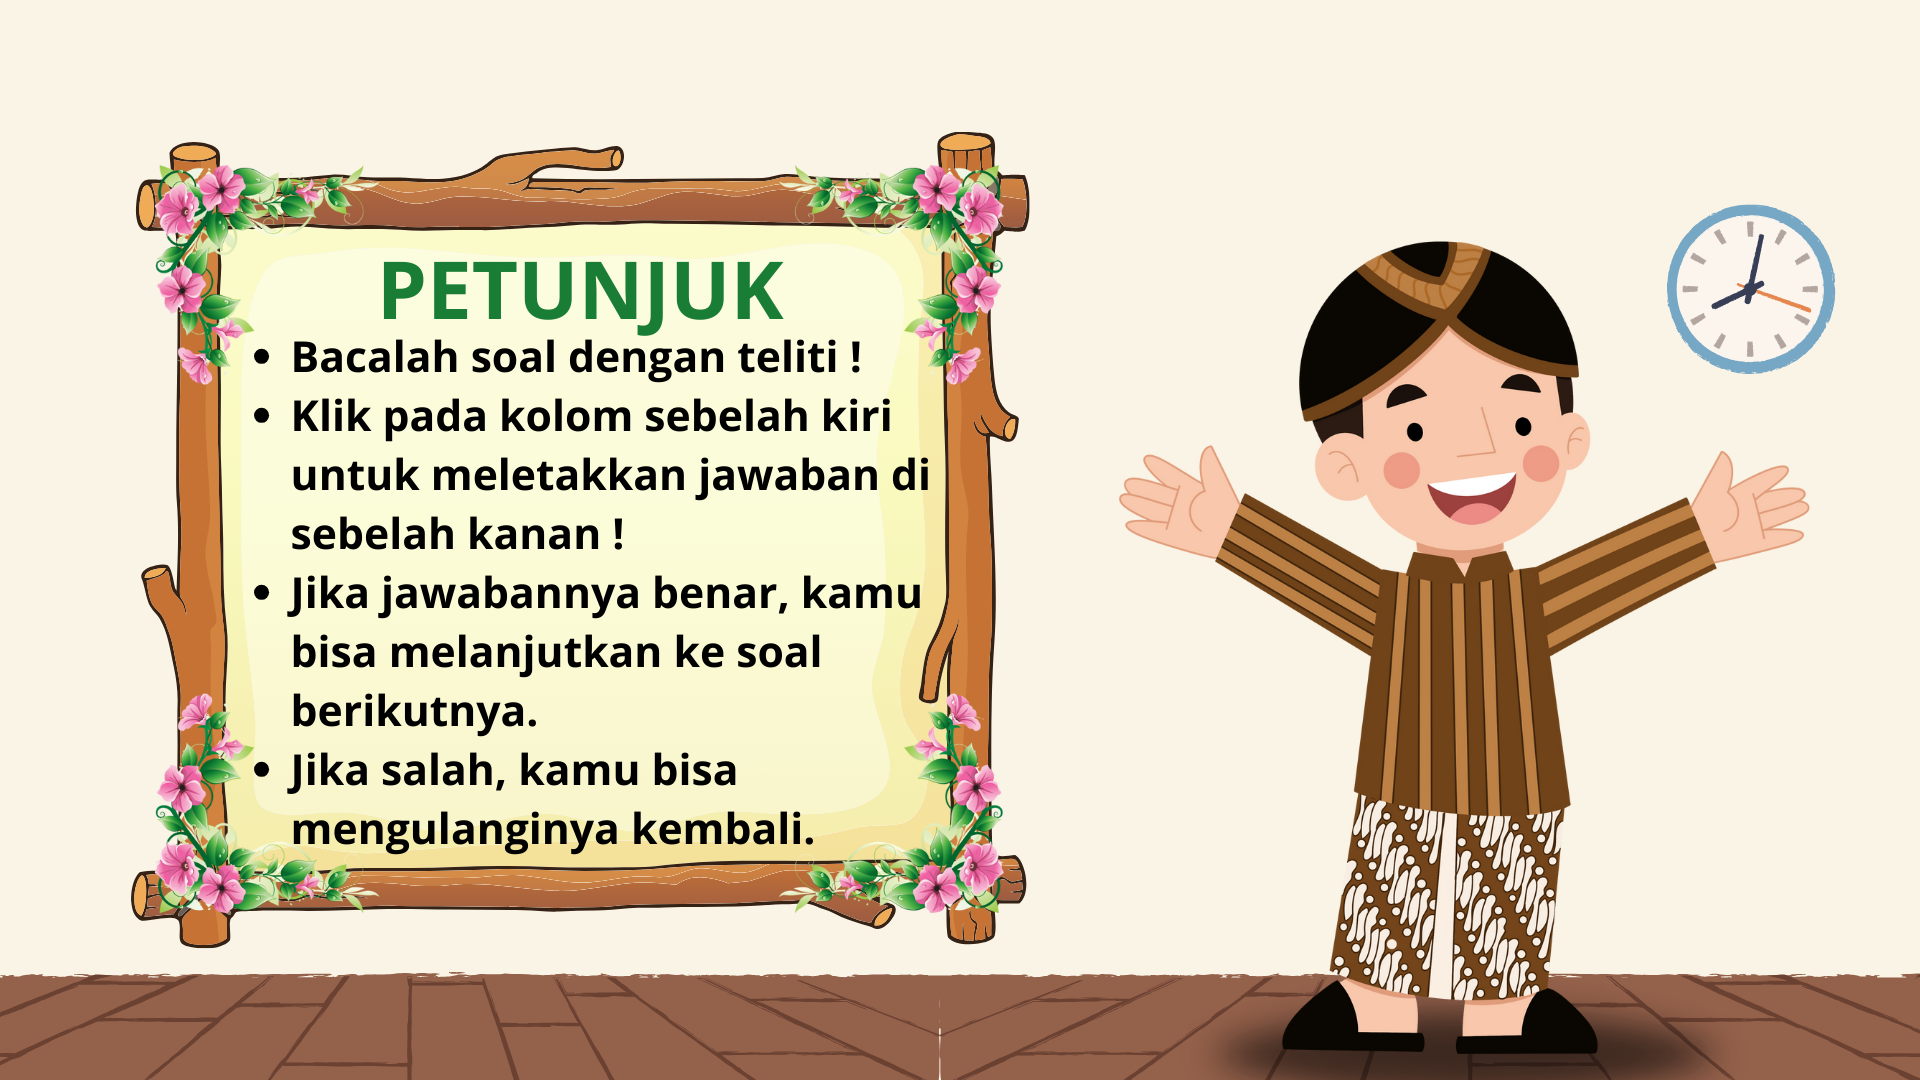 PETUNJUK
• Bacalah soal dengan teliti !
• Klik pada kolom sebelah kiri
untuk meletakkan jawaban di
sebelah kanan !
• Jika jawabannya benar, kamu
bisa melanjutkan ke soal
berikutnya.
• Jika salah, kamu bisa
mengulanginya kembali.